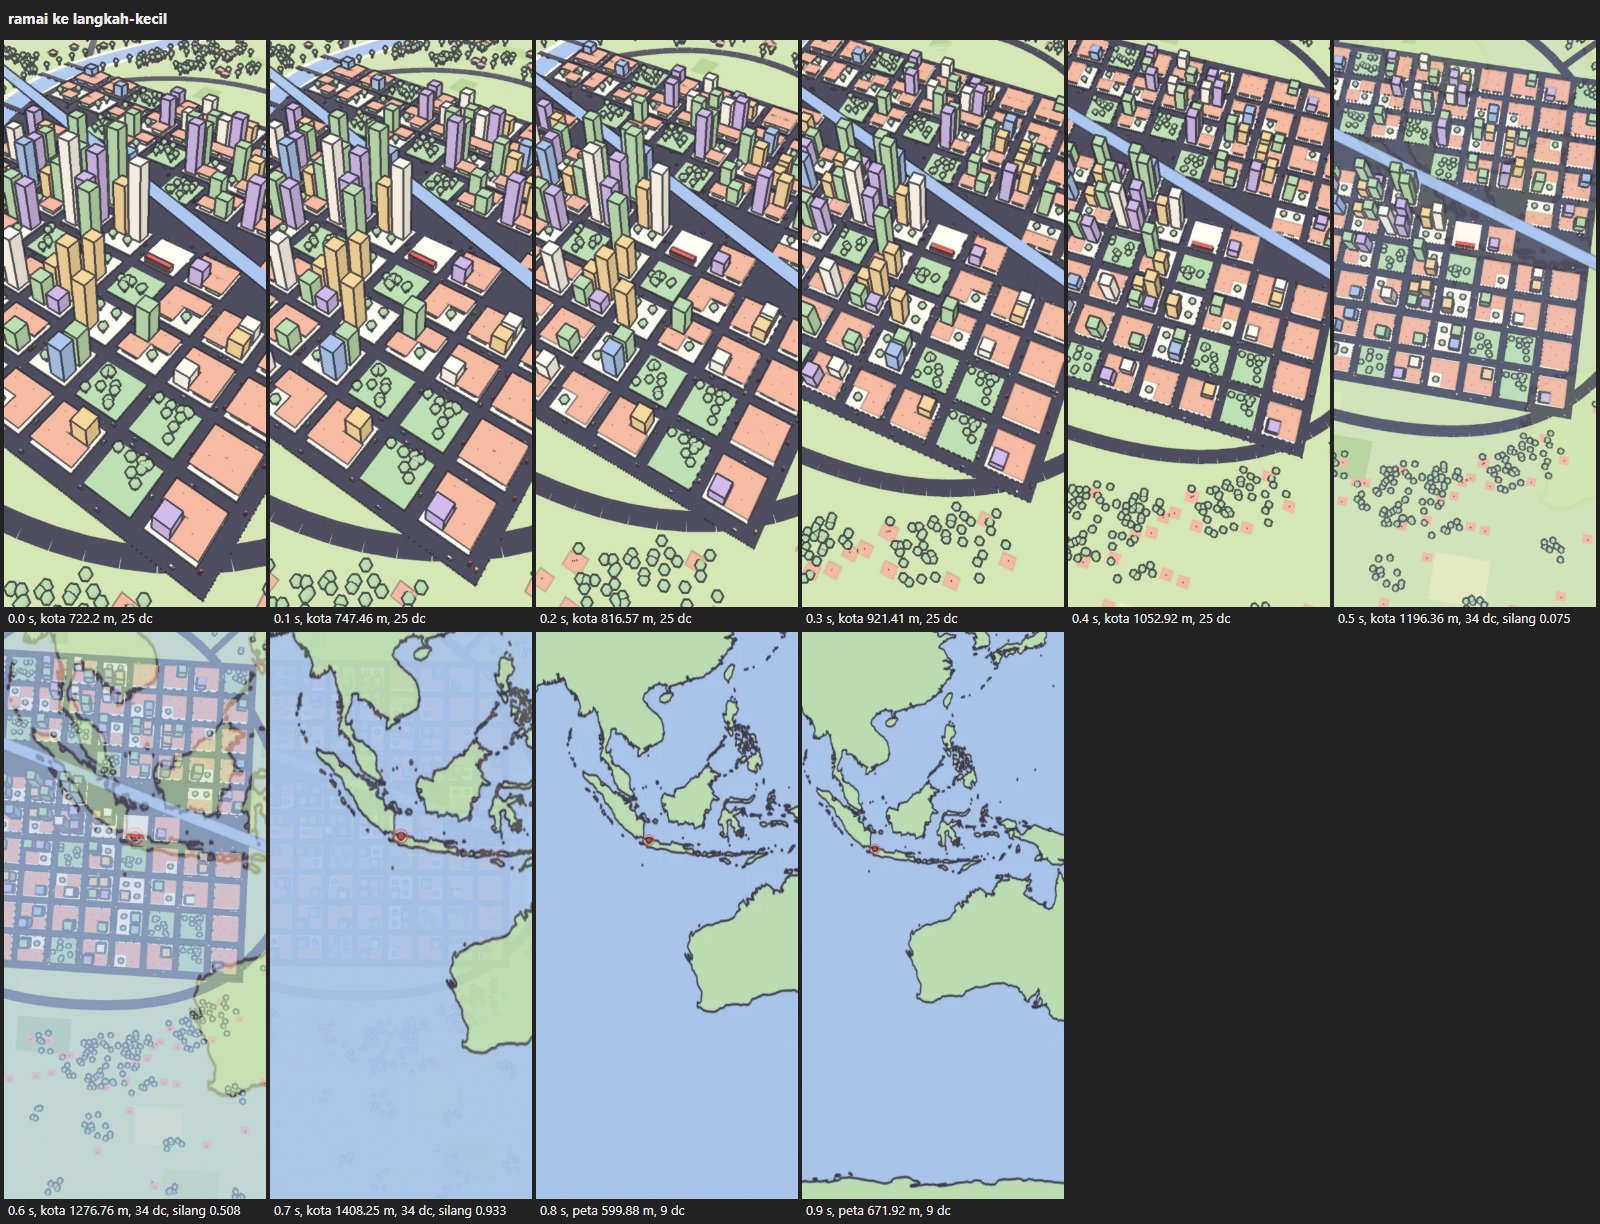 ramai ke langkah-kecil
0.0 s, kota 722.2 m, 25 dc
0.1 s, kota 747.46 m, 25 dc
0.2 s, kota 816.57 m, 25 dc
0.3 s, kota 921.41 m, 25 dc
0.4 s, kota 1052.92 m, 25 dc
0.5 s, kota 1196.36 m, 34 dc, silang 0.075
0.6 s, kota 1276.76 m, 34 dc, silang 0.508
0.7 s, kota 1408.25 m, 34 dc, silang 0.933
0.8 s, peta 599.88 m, 9 dc
0.9 s, peta 671.92 m, 9 dc